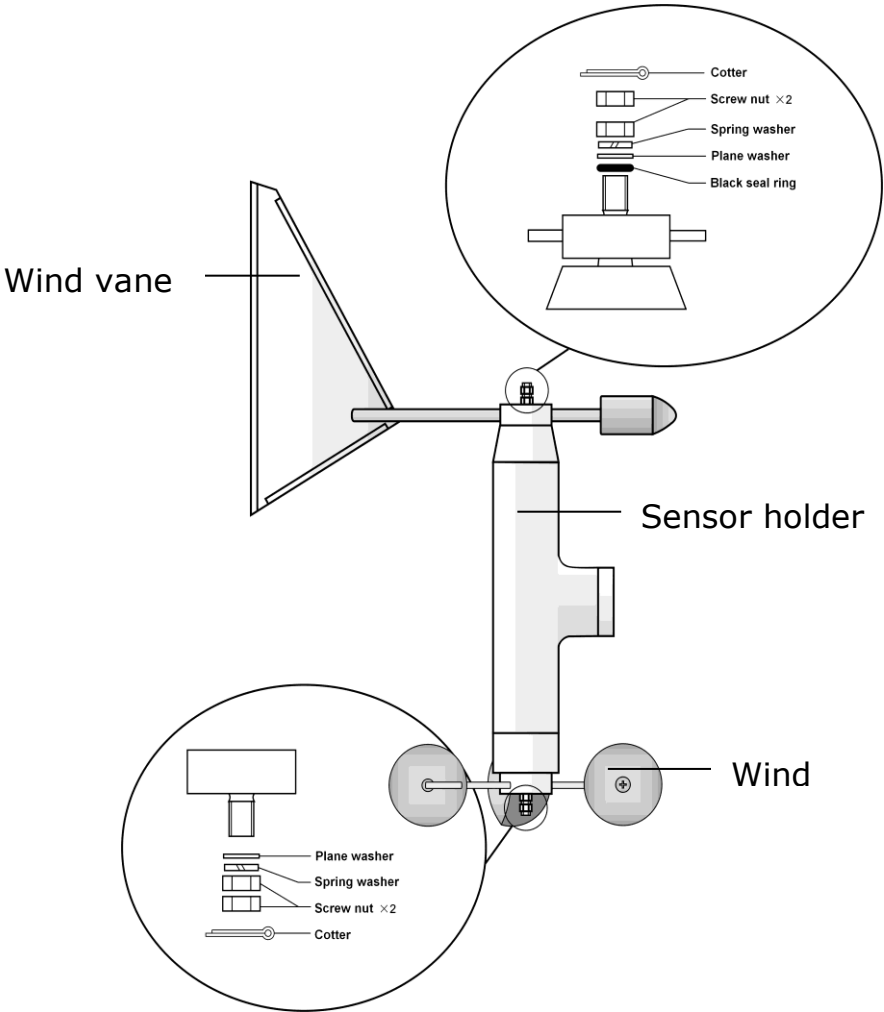 Cotter
Screw nut ×2
Spring washer
Plane washer
Black seal ring
Wind vane
Sensor holder
Wind
Plane washer
Spring washer
Screw nut ×2
Cotter